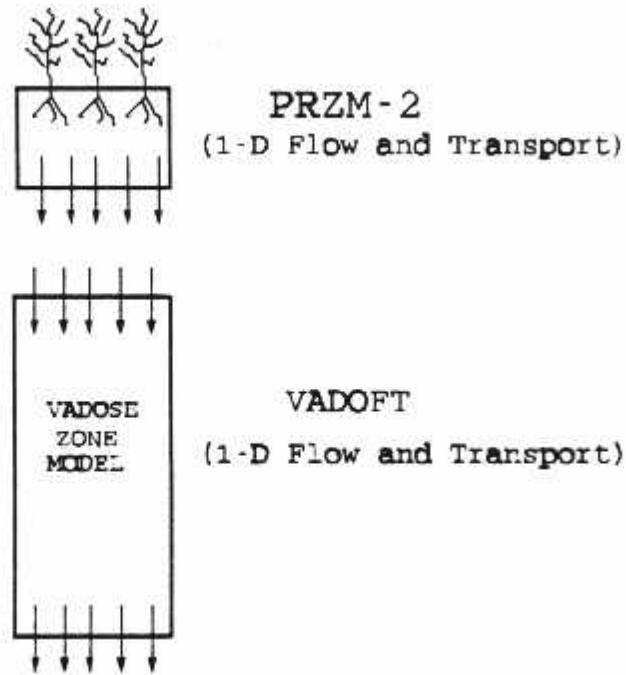 PRZM-2
(1-D Flow and Transport)
VADOSE
ZONE
MODEL
VADOFT
(1-D Flow and Transport)